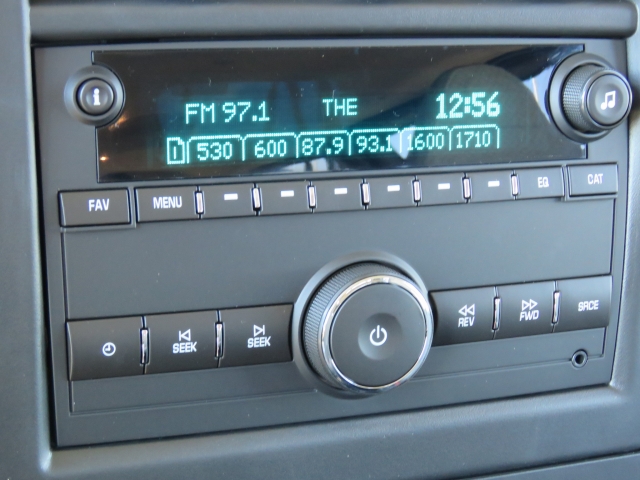 FM 97.1 THE 12:56
1 530 600 87.9 93.1 1600 1710
FAV MENU EQ CAT
SEEK SEEK REV FWD SRCE